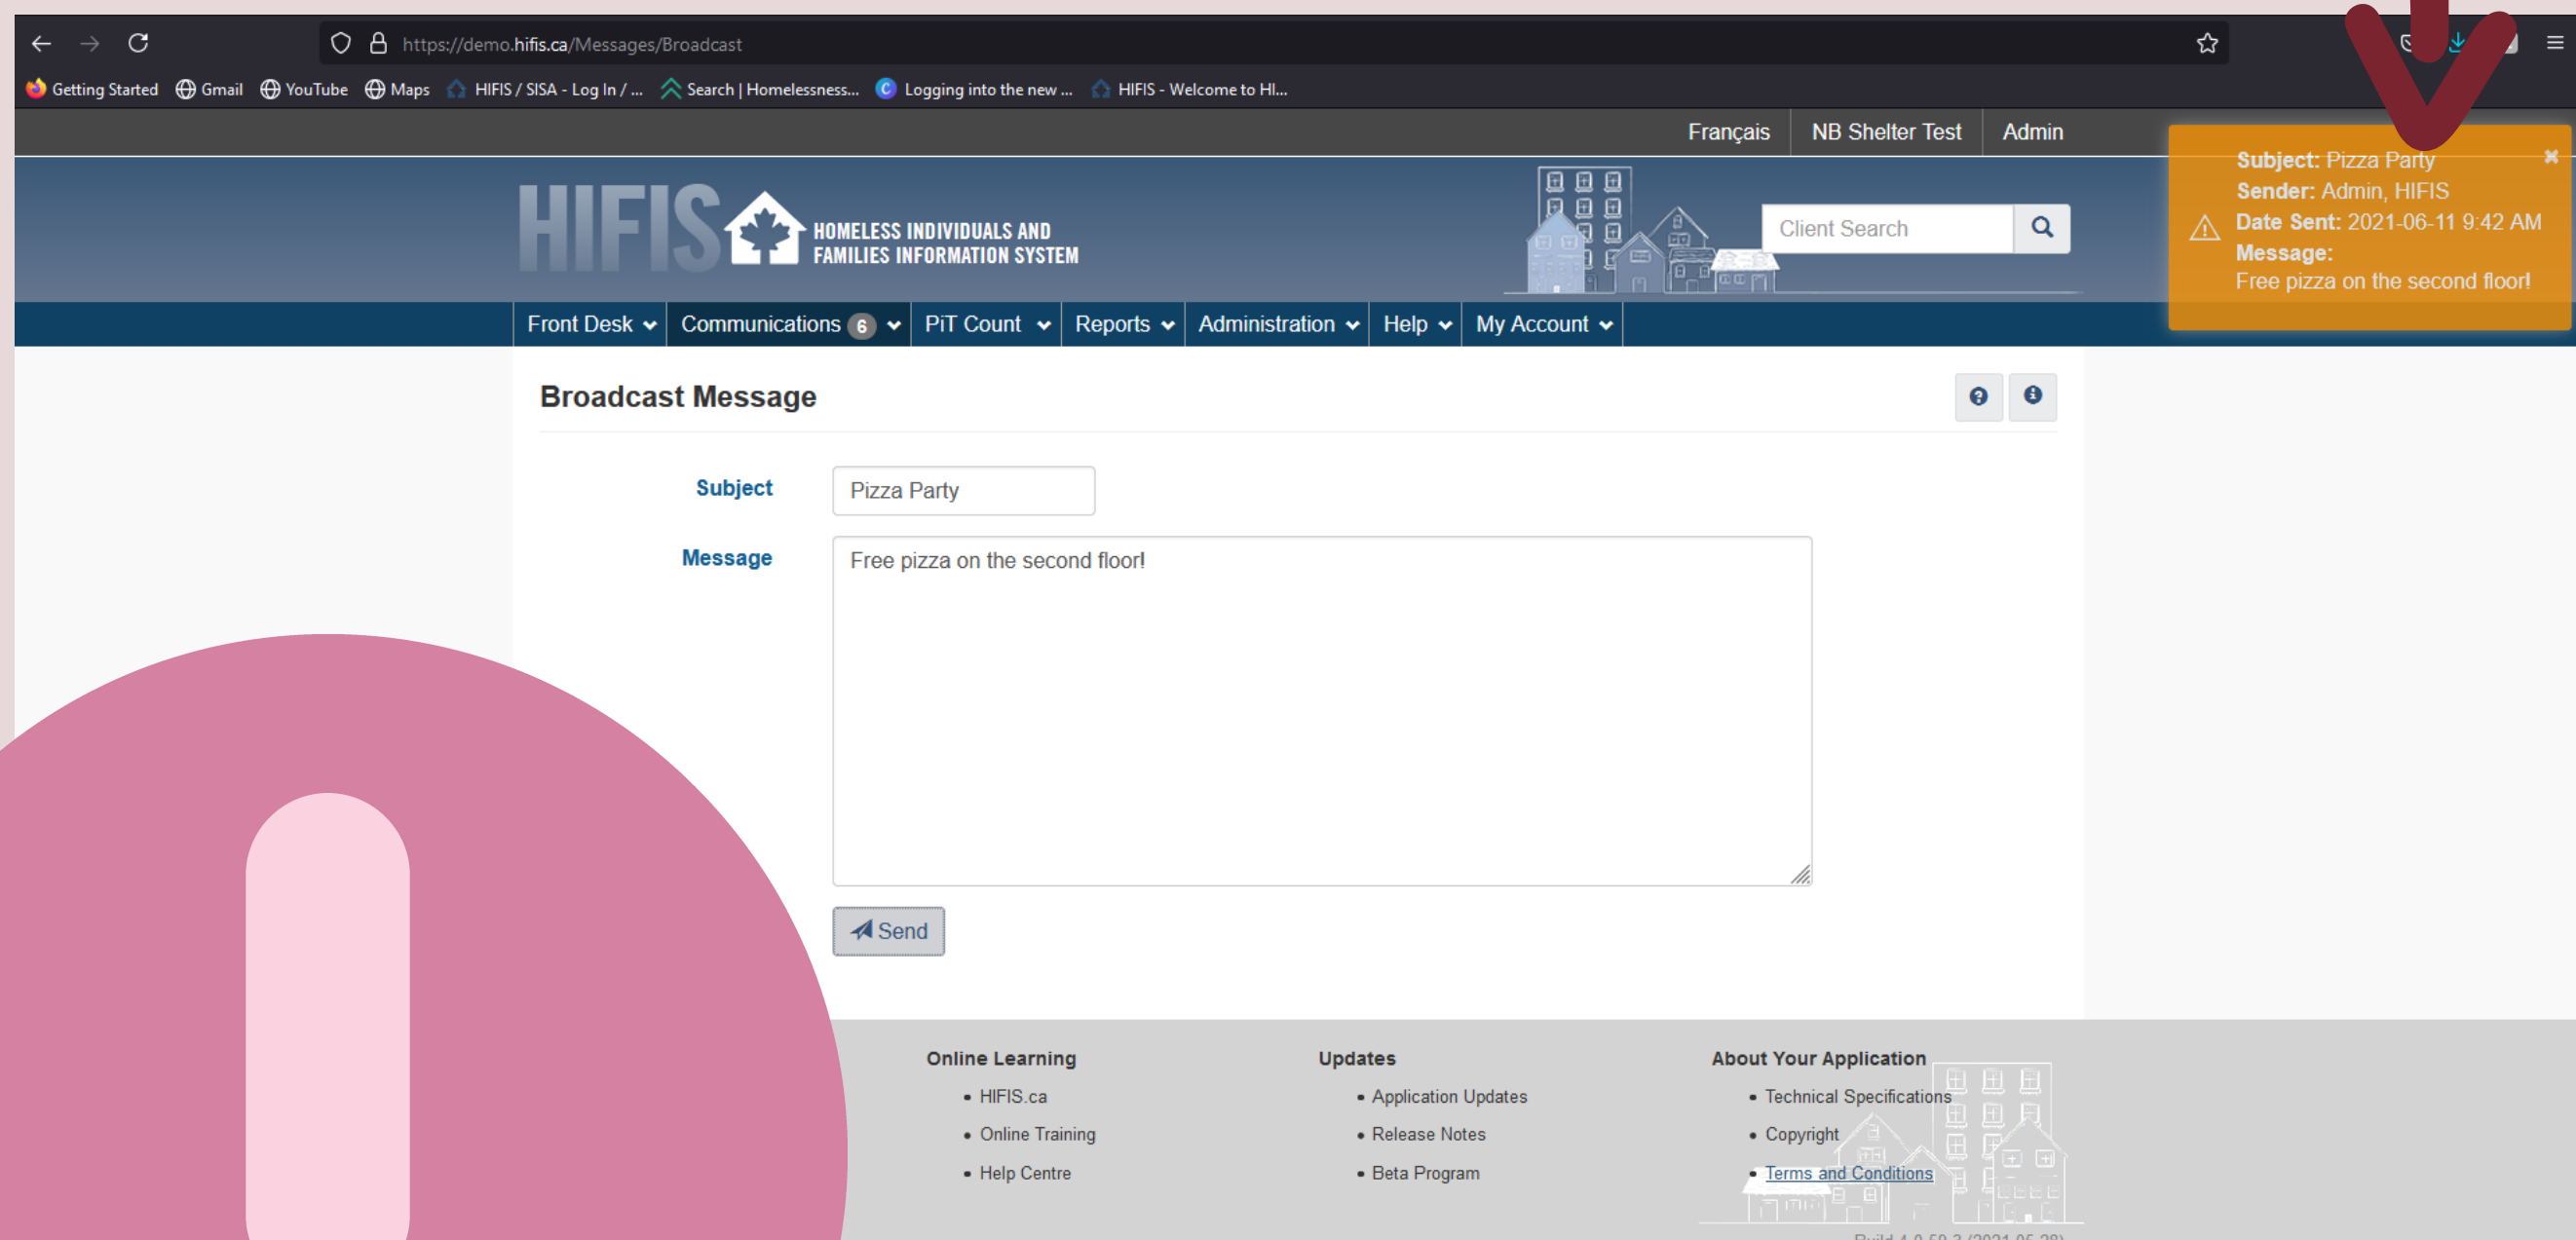 https://demo.hifis.ca/Messages/Broadcast
Getting Started Gmail YouTube Maps HIFIS / SISA - Log In / ... Search | Homelessness... Logging into the new ... HIFIS - Welcome to HI...
Français NB Shelter Test Admin
Subject: Pizza Party
Sender: Admin, HIFIS
Date Sent: 2021-06-11 9:42 AM
Message:
Free pizza on the second floor!
HIFIS
HOMELESS INDIVIDUALS AND
FAMILIES INFORMATION SYSTEM
Client Search
Front Desk Communications 6 PiT Count Reports Administration Help My Account
Broadcast Message
Subject Pizza Party
Message Free pizza on the second floor!
Send
Online Learning
HIFIS.ca
Online Training
Help Centre
Updates
Application Updates
Release Notes
Beta Program
About Your Application
Technical Specifications
Copyright
Terms and Conditions